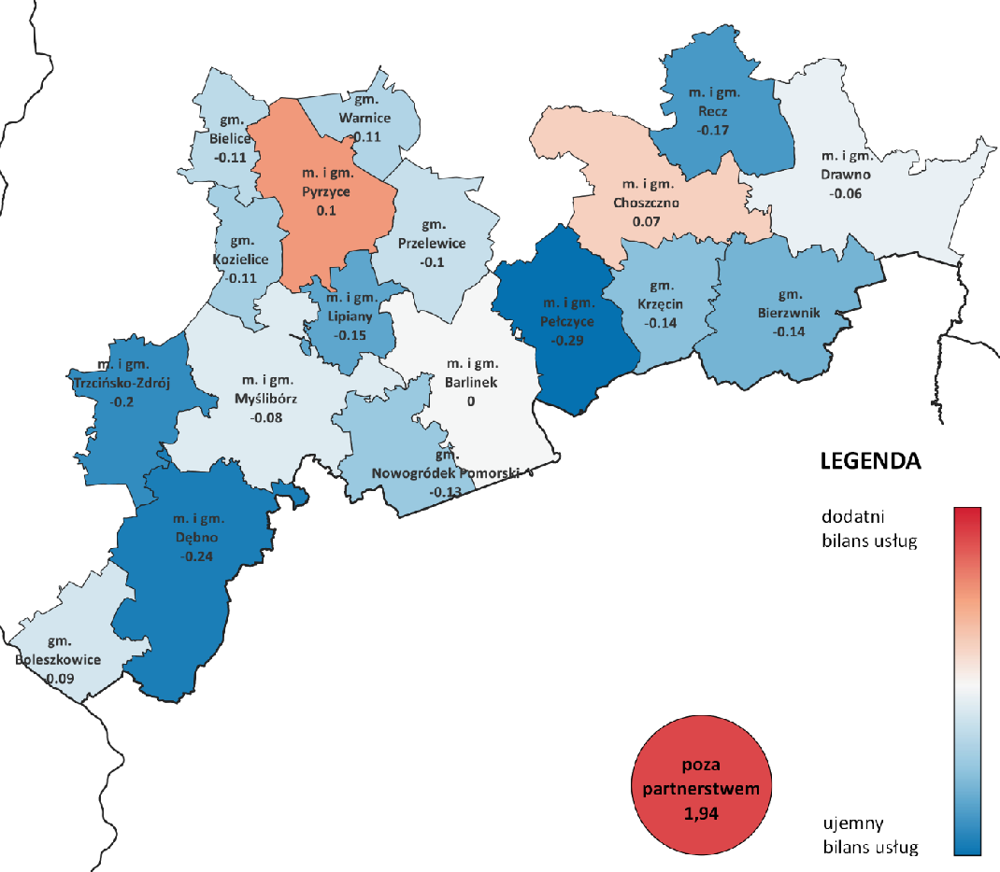 m. i gm.
Recz
-0.17
gm.
Warnice
-0.11
gm.
Bielice
-0.11
m. i gm.
Pyrzyce
0.1
m. i gm.
Drawno
-0.06
m. i gm.
Choszczno
0.07
gm.
Przelewice
-0.1
gm.
Kozielice
-0.11
m. i gm.
Lipiany
-0.15
m. i gm.
Pełczyce
-0.29
gm.
Krzęcin
-0.14
gm.
Bierzwnik
-0.14
m. i gm.
Trzcińsko-Zdrój
-0.2
m. i gm.
Myślibórz
-0.08
m. i gm.
Barlinek
0
gm.
Nowogródek Pomorski
-0.13
m. i gm.
Dębno
-0.24
gm.
Boleszkowice
-0.09
LEGENDA
dodatni
bilans usług
ujemny
bilans usług
poza
partnerstwem
1,94